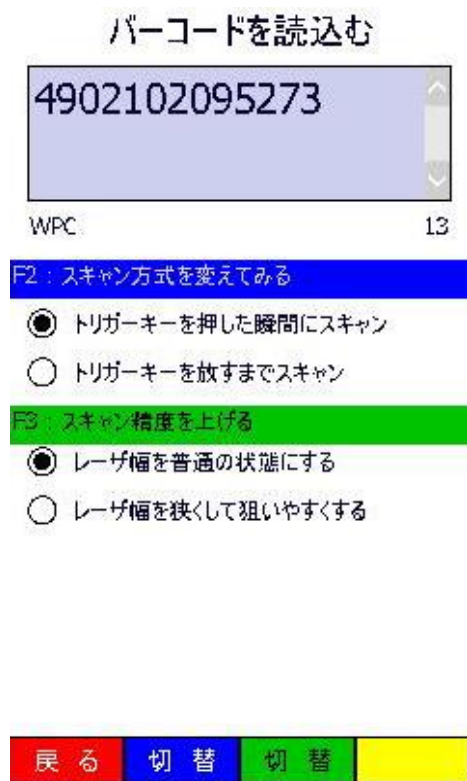 バーコードを読込む
4902102095273
WPC 13
F2：スキャン方式を変えてみる
トリガーキーを押した瞬間にスキャン
トリガーキーを放すまでスキャン
F3：スキャン精度を上げる
レーザ幅を普通の状態にする
レーザ幅を狭くして狙いやすくする
戻る 切替 切替